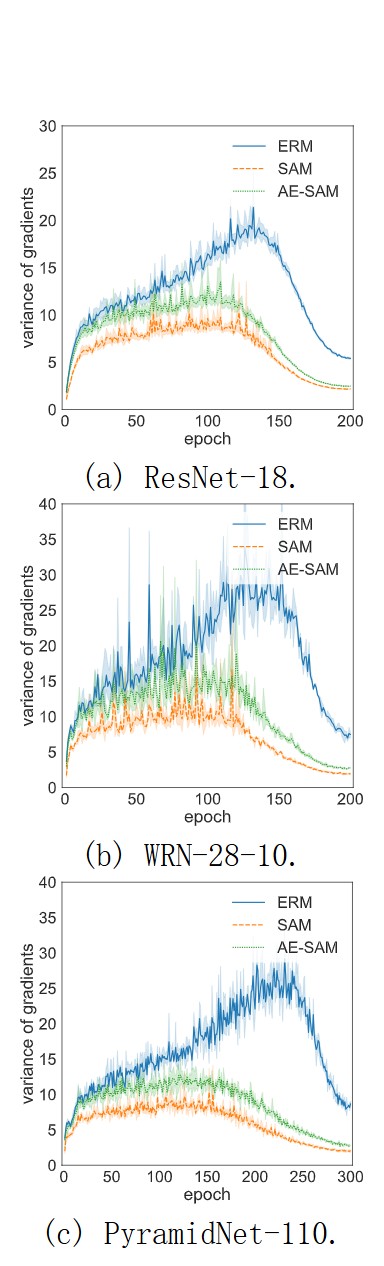 30
25
20
15
10
5
0
variance of gradients
ERM
SAM
AE-SAM
0 50 100 150 200
epoch
(a) ResNet-18.
40
35
30
25
20
15
10
5
0
variance of gradients
ERM
SAM
AE-SAM
0 50 100 150 200
epoch
(b) WRN-28-10.
40
35
30
25
20
15
10
5
0
variance of gradients
ERM
SAM
AE-SAM
0 50 100 150 200 250 300
epoch
(c) PyramidNet-110.